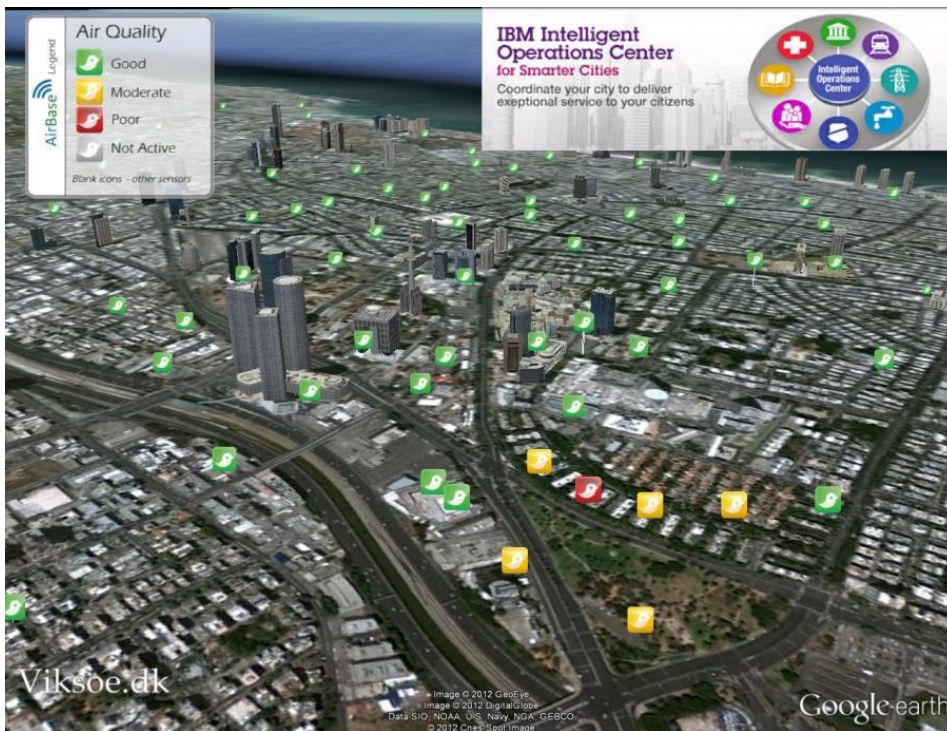 Air Quality
Good
Moderate
Poor
Not Active
Blank icons - other sensors
AirBase Legend
IBM Intelligent
Operations Center
for Smarter Cities
Coordinate your city to deliver
exeptional service to your citizens
Intelligent
Operations
Center
Viksoe.dk
Image © 2012 GeoEye
Image © 2012 DigitalGlobe
Data SIO, NOAA, U.S. Navy, NGA, GEBCO
© 2012 Cnes/Spot Image
Google earth